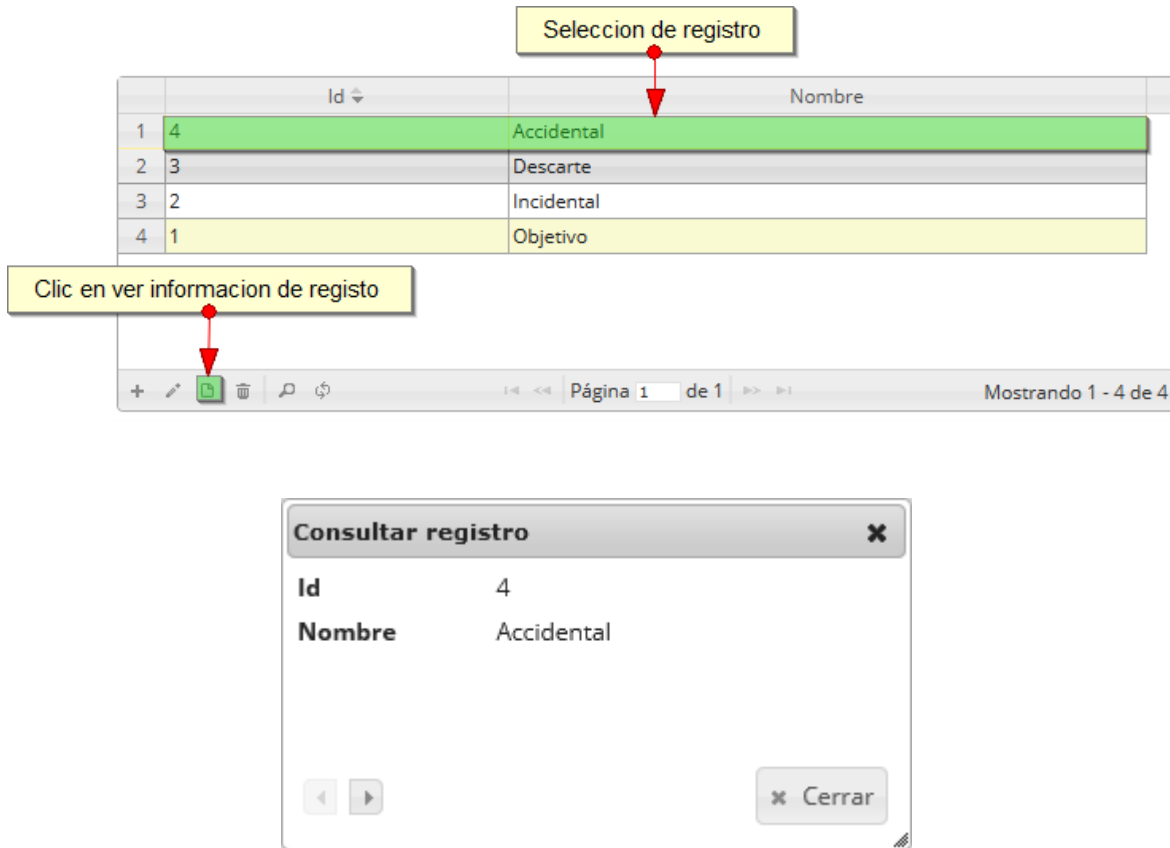 Seleccion de registro
Id Nombre
1 4 Accidental
2 3 Descarte
3 2 Incidental
4 1 Objetivo
Clic en ver informacion de registo
Página 1 de 1 Mostrando 1 - 4 de 4
Consultar registro
Id 4
Nombre Accidental
Cerrar